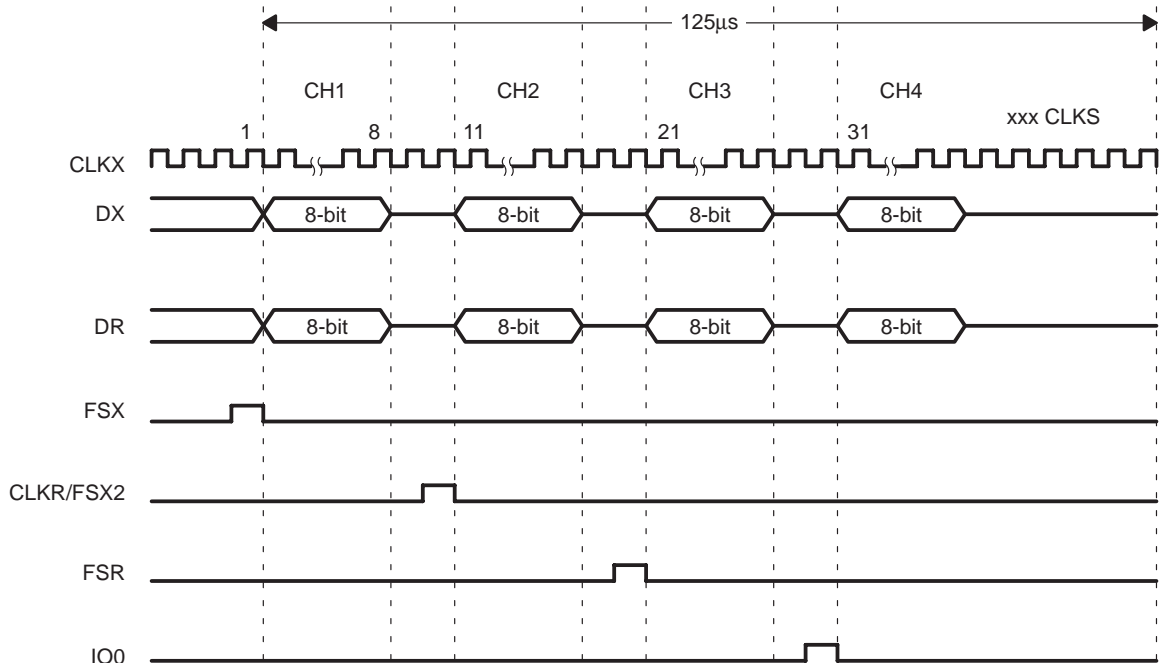 125μs
CH1 CH2 CH3 CH4
xxx CLKS
1 8 11 21 31
CLKX
DX 8-bit 8-bit 8-bit 8-bit
DR 8-bit 8-bit 8-bit 8-bit
FSX
CLKR/FSX2
FSR
IO0